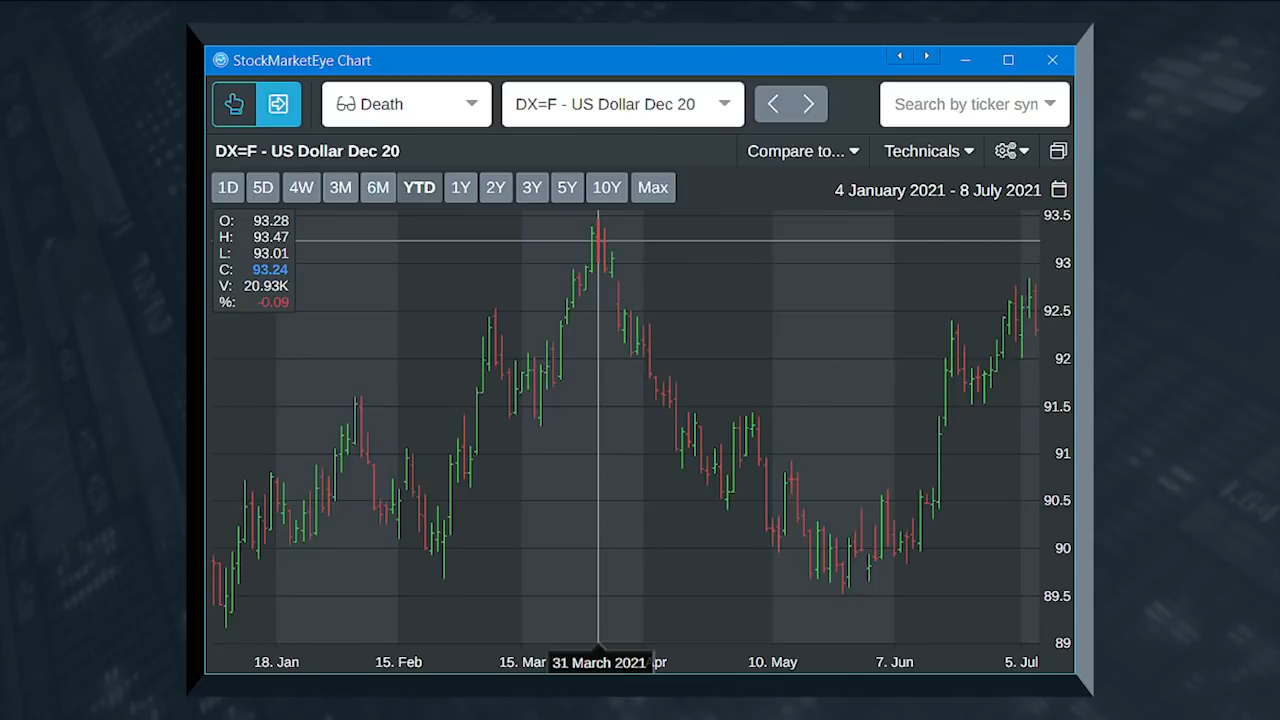 StockMarketEye Chart
Death
DX=F - US Dollar Dec 20
Search by ticker syn
DX=F - US Dollar Dec 20
Compare to...
Technicals
1D 5D 4W 3M 6M YTD 1Y 2Y 3Y 5Y 10Y Max
4 January 2021 - 8 July 2021
O: 93.28
H: 93.47
L: 93.01
C: 93.24
V: 20.93K
%: -0.09
93.5
93
92.5
92
91.5
91
90.5
90
89.5
89
18. Jan 15. Feb 15. Mar 31 March 2021 pr 10. May 7. Jun 5. Jul